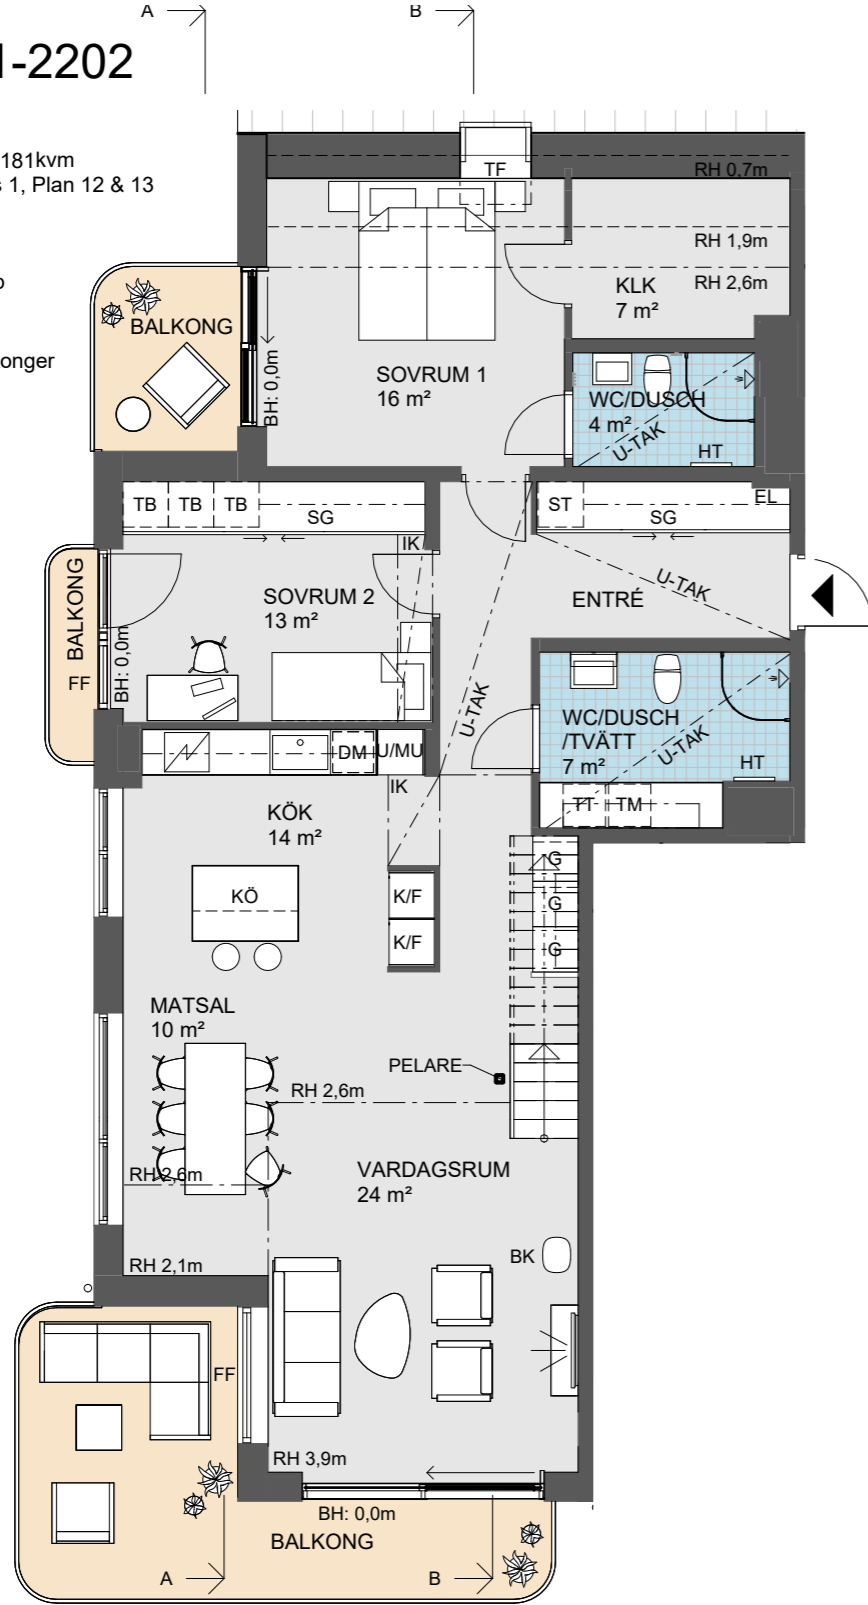 A
B
1-2202
181kvm
s 1, Plan 12 & 13
onger
TF
RH 0,7m
RH 1,9m
RH 2,6m
KLK
7 m²
BALKONG
BH: 0,0m
SOVRUM 1
16 m²
WC/DUSCH
4 m²
U-TAK
HT
TB
TB
TB
SG
ST
SG
EL
IK
BALKONG
FF
BH: 0,0m
SOVRUM 2
13 m²
ENTRÉ
U-TAK
U-TAK
WC/DUSCH
/TVÄTT
7 m²
U-TAK
HT
TT
TM
DM
U/MU
IK
KÖK
14 m²
KÖ
K/F
K/F
G
G
G
MATSAL
10 m²
PELARE
RH 2,6m
RH 2,6m
VARDAGSRUM
24 m²
RH 2,1m
BK
FF
RH 3,9m
BH: 0,0m
BALKONG
A
B